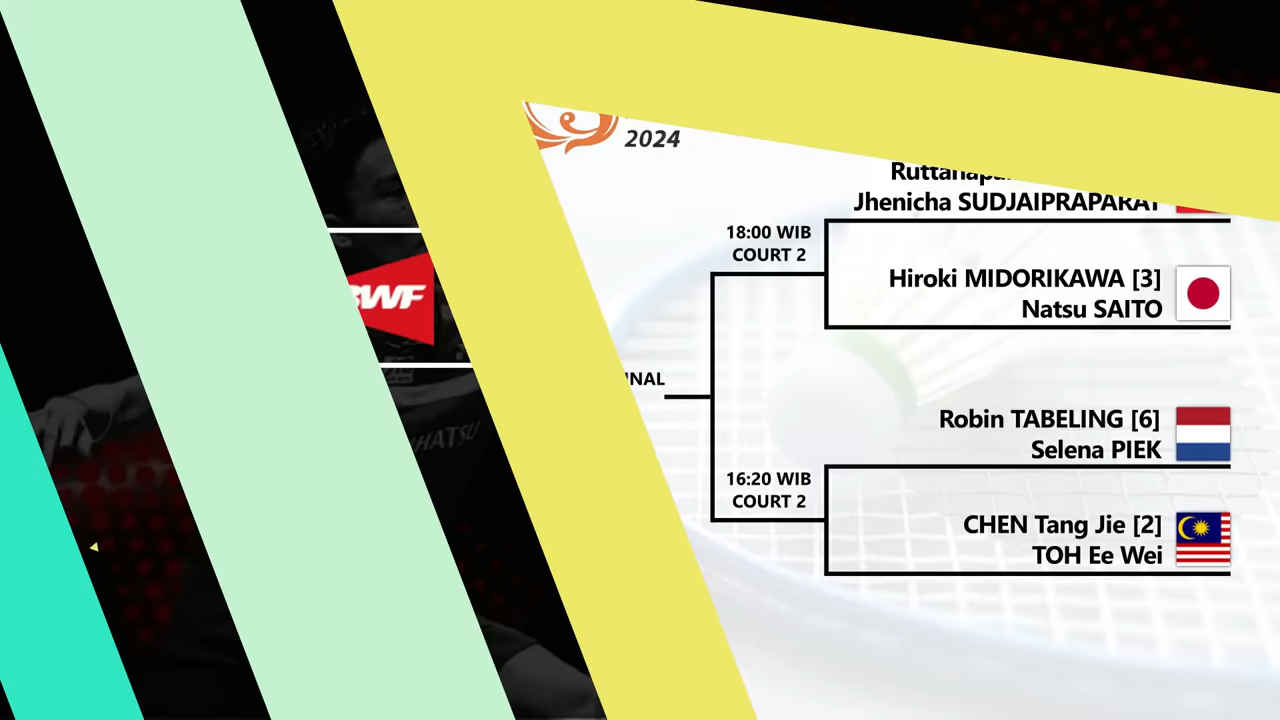 2024
Jhenicha SUDJAIPRAPARAT
18:00 WIB
COURT 2
Hiroki MIDORIKAWA [3]
Natsu SAITO
BWF
Robin TABELING [6]
Selena PIEK
16:20 WIB
COURT 2
CHEN Tang Jie [2]
TOH Ee Wei